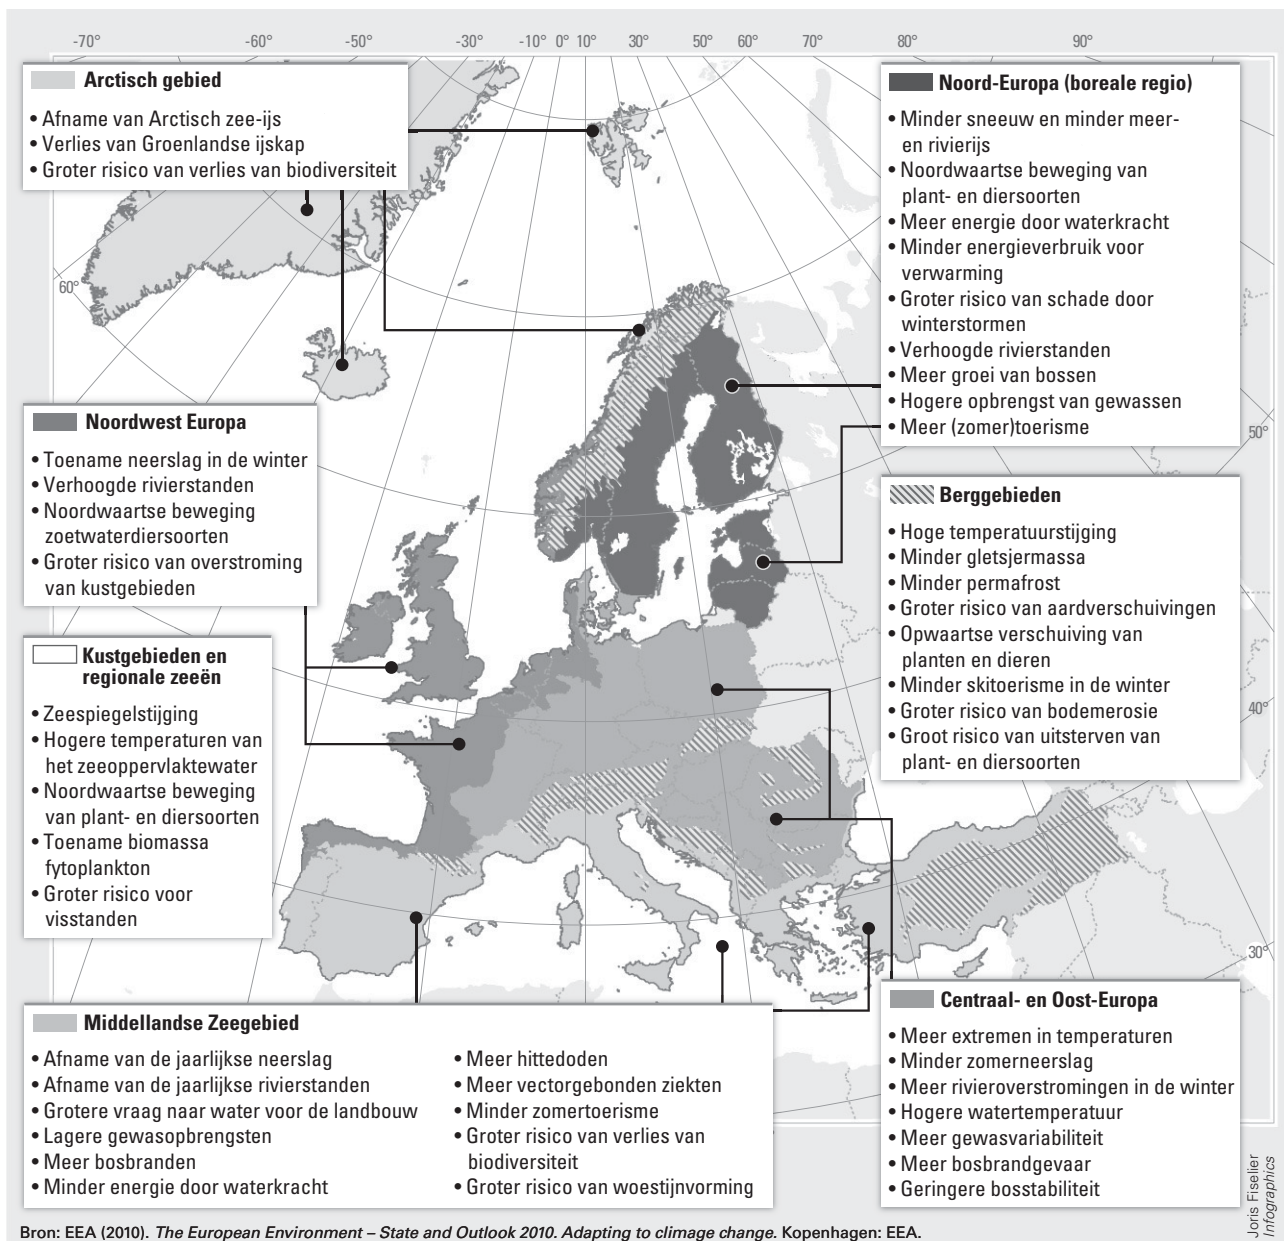 -70°
-60°
-50°
-30°
-10°
0°
10°
30°
50°
60°
70°
80°
90°
Arctisch gebied
• Afname van Arctisch zee-ijs
• Verlies van Groenlandse ijskap
• Groter risico van verlies van biodiversiteit
Noord-Europa (boreale regio)
• Minder sneeuw en minder meer-
en rivierijs
• Noordwaartse beweging van
plant- en diersoorten
• Meer energie door waterkracht
• Minder energieverbruik voor
verwarming
• Groter risico van schade door
winterstormen
• Verhoogde rivierstanden
• Meer groei van bossen
• Hogere opbrengst van gewassen
• Meer (zomer)toerisme
60°
50°
40°
30°
Noordwest Europa
• Toename neerslag in de winter
• Verhoogde rivierstanden
• Noordwaartse beweging
zoetwaterdiersoorten
• Groter risico van overstroming
van kustgebieden
Berggebieden
• Hoge temperatuurstijging
• Minder gletsjermassa
• Minder permafrost
• Groter risico van aardverschuivingen
• Opwaartse verschuiving van
planten en dieren
• Minder skitoerisme in de winter
• Groter risico van bodemerosie
• Groot risico van uitsterven van
plant- en diersoorten
Kustgebieden en
regionale zeeën
• Zeespiegelstijging
• Hogere temperaturen van
het zeeoppervlaktewater
• Noordwaartse beweging
van plant- en diersoorten
• Toename biomassa
fytoplankton
• Groter risico voor
visstanden
Middellandse Zeegebied
• Afname van de jaarlijkse neerslag
• Afname van de jaarlijkse rivierstanden
• Grotere vraag naar water voor de landbouw
• Lagere gewasopbrengsten
• Meer bosbranden
• Minder energie door waterkracht
• Meer hittedoden
• Meer vectorgebonden ziekten
• Minder zomertoerisme
• Groter risico van verlies van
biodiversiteit
• Groter risico van woestijnvorming
Centraal- en Oost-Europa
• Meer extremen in temperaturen
• Minder zomerneerslag
• Meer rivieroverstromingen in de winter
• Hogere watertemperatuur
• Meer gewasvariabiliteit
• Meer bosbrandgevaar
• Geringere bosstabiliteit
Joris Fiselier
Infographics
Bron: EEA (2010). The European Environment – State and Outlook 2010. Adapting to climage change. Kopenhagen: EEA.